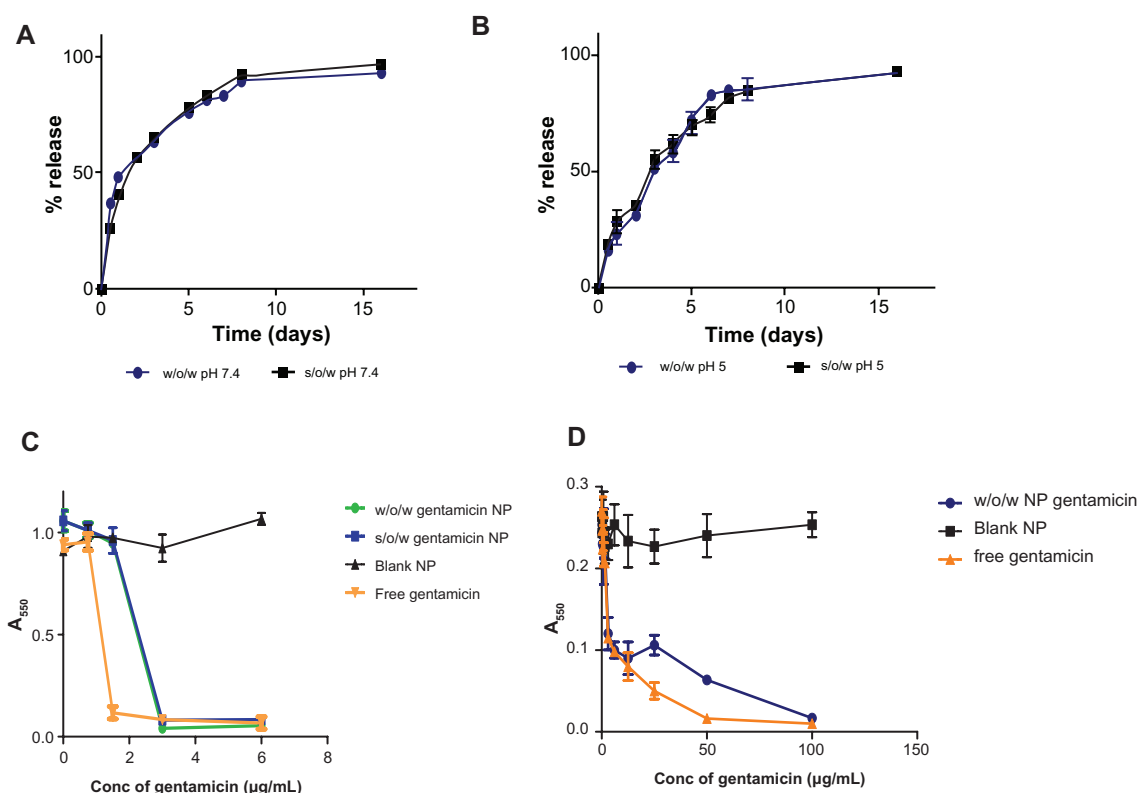 A
% release
100
50
0
0 5 10 15
Time (days)
w/o/w pH 7.4 s/o/w pH 7.4
B
% release
100
50
0
0 5 10 15
Time (days)
w/o/w pH 5 s/o/w pH 5
C
A550
1.0
1.0
0.0
0 2 4 6 8
Conc of gentamicin (µg/mL)
w/o/w gentamicin NP
s/o/w gentamicin NP
Blank NP
Free gentamicin
D
A550
0.3
0.2
0.1
0.0
0 50 100 150
Conc of gentamicin (µg/mL)
w/o/w NP gentamicin
Blank NP
free gentamicin